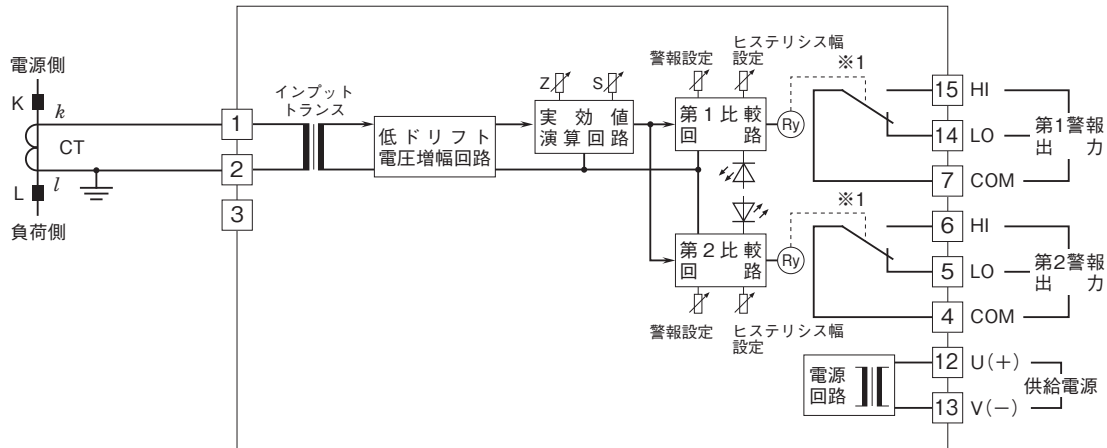 電源側
K
k
CT
L
l
負荷側
1
2
3
インプット
トランス
低ドリフト
電圧増幅回路
Z
S
実効値
演算回路
警報設定
ヒステリシス幅
設定
第1比較
回路
Ry
※1
第2比較
回路
Ry
※1
警報設定
ヒステリシス幅
設定
15 HI
14 LO
7 COM
第1警報
出力
6 HI
5 LO
4 COM
第2警報
出力
電源
回路
12 U(+)
13 V(−)
供給電源